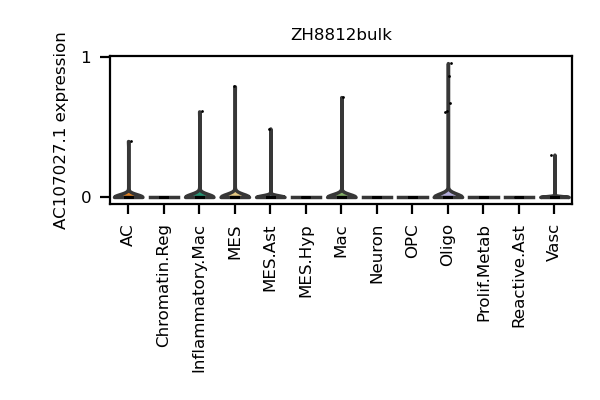 ZH8812bulk
AC107027.1 expression
1
0
AC
Chromatin.Reg
Inflammatory.Mac
MES
MES.Ast
MES.Hyp
Mac
Neuron
OPC
Oligo
Prolif.Metab
Reactive.Ast
Vasc